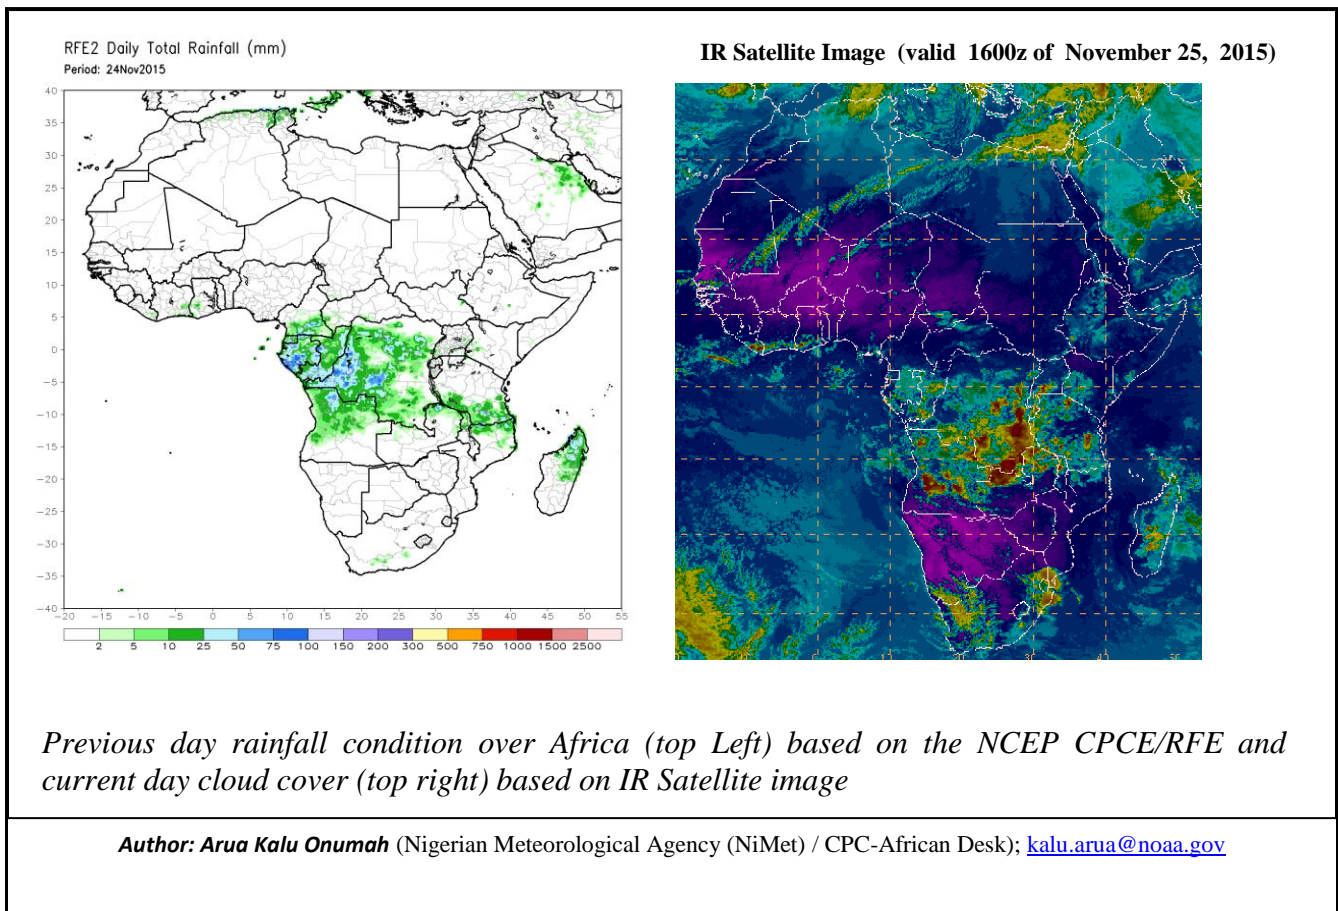 RFE2 Daily Total Rainfall (mm)
Period: 24Nov2015
IR Satellite Image (valid 1600z of November 25, 2015)
40
35
30
25
20
15
10
5
0
−5
−10
−15
−20
−25
−30
−35
−40
−20 −15 −10 −5 0 5 10 15 20 25 30 35 40 45 50 55
2 5 10 25 50 75 100 150 200 300 500 750 1000 1500 2500
Previous day rainfall condition over Africa (top Left) based on the NCEP CPCE/RFE and
current day cloud cover (top right) based on IR Satellite image
Author: Arua Kalu Onumah (Nigerian Meteorological Agency (NiMet) / CPC-African Desk); kalu.arua@noaa.gov